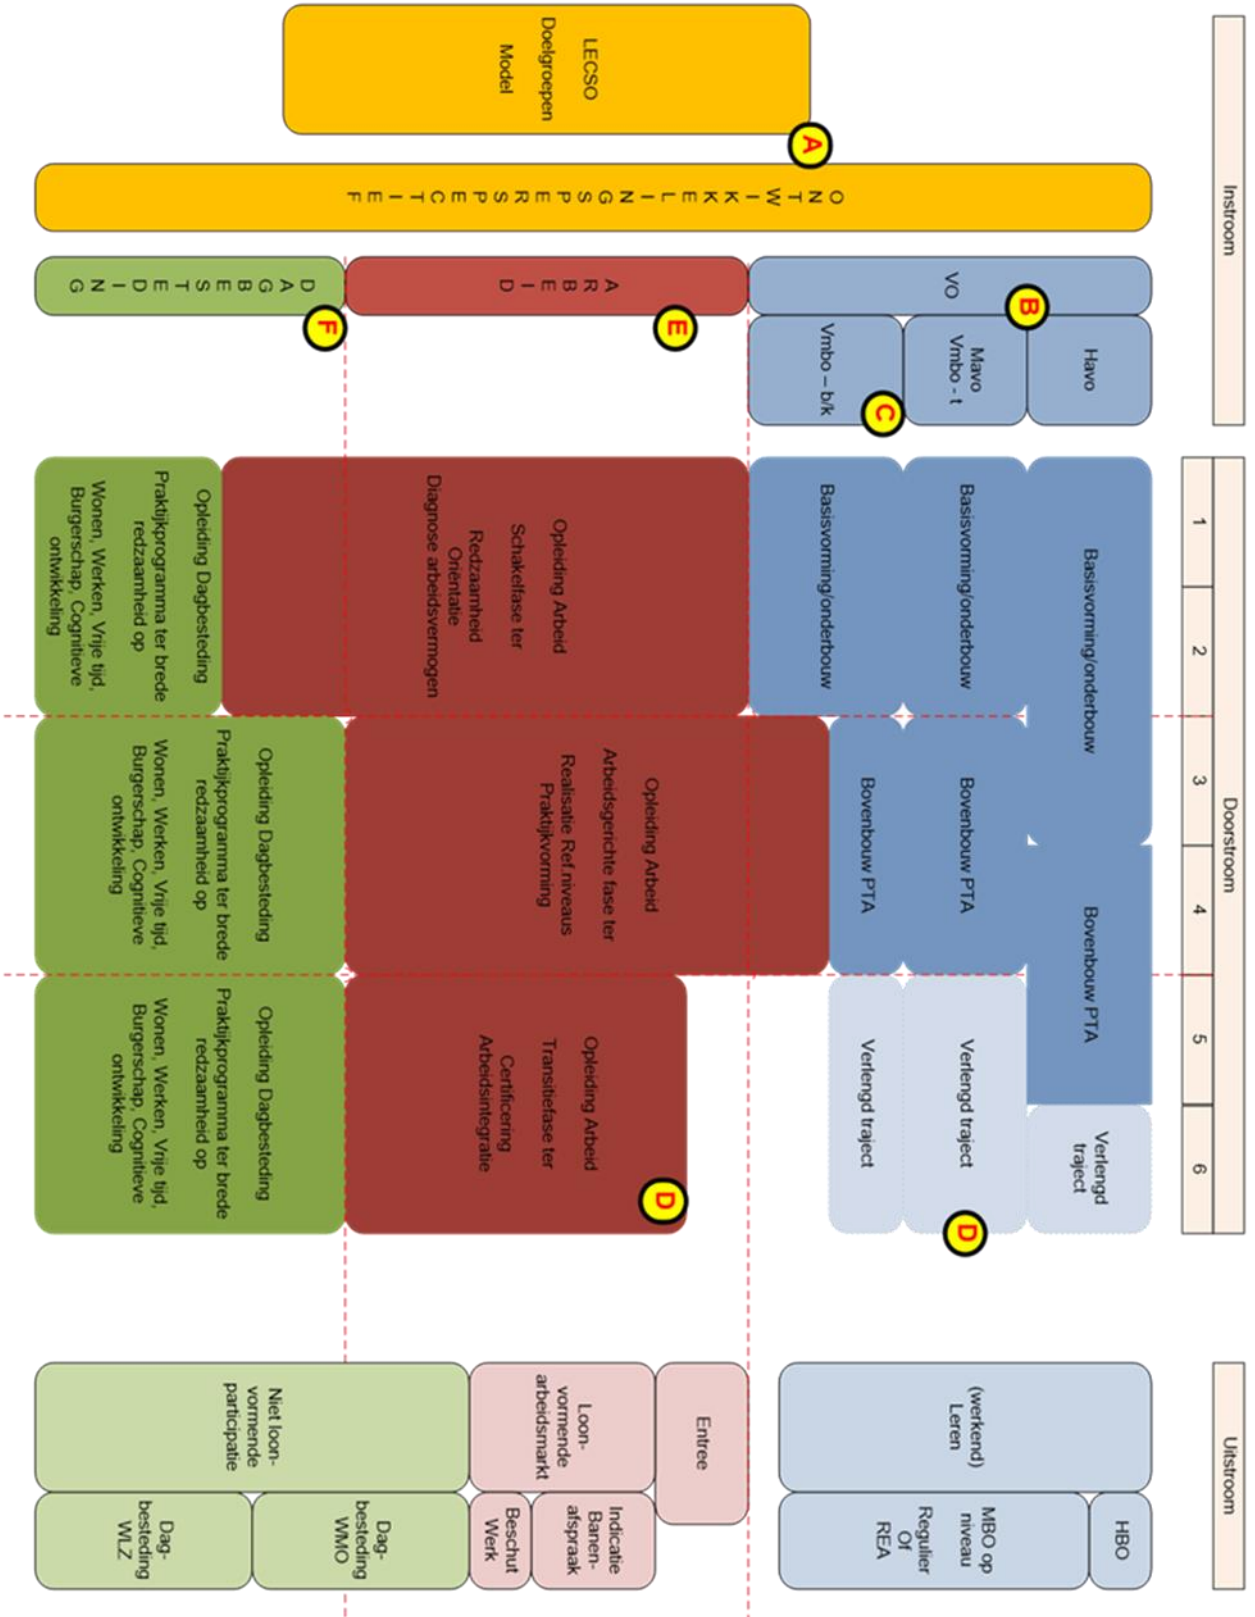 Instroom
Doorstroom
Uitstroom
1
2
3
4
5
6
LECSO
Doelgroepen
Model
A
ONTWIKKELINGSPERSPECTIEF
VO
B
Havo
Mavo
Vmbo - t
Vmbo – b/k
C
ARBEID
E
DAGBESTEDING
F
Basisvorming/onderbouw
Bovenbouw PTA
Verlengd
traject
Basisvorming/onderbouw
Bovenbouw PTA
Verlengd traject
D
Basisvorming/onderbouw
Bovenbouw PTA
Verlengd traject
Opleiding Arbeid
Schakelfase ter
Redzaamheid
Oriëntatie
Diagnose arbeidsvermogen
Opleiding Arbeid
Arbeidsgerichte fase ter
Realisatie Ref.niveaus
Praktijkvorming
Opleiding Arbeid
Transitiefase ter
Certificering
Arbeidsintegratie
D
Opleiding Dagbesteding
Praktijkprogramma ter brede
redzaamheid op
Wonen, Werken, Vrije tijd,
Burgerschap, Cognitieve
ontwikkeling
Opleiding Dagbesteding
Praktijkprogramma ter brede
redzaamheid op
Wonen, Werken, Vrije tijd,
Burgerschap, Cognitieve
ontwikkeling
Opleiding Dagbesteding
Praktijkprogramma ter brede
redzaamheid op
Wonen, Werken, Vrije tijd,
Burgerschap, Cognitieve
ontwikkeling
(werkend)
Leren
HBO
MBO op
niveau
Regulier
Of
REA
Entree
Loon-
vormende
arbeidsmarkt
Indicatie
Banen-
afspraak
Beschut
Werk
Niet loon-
vormende
participatie
Dag-
besteding
WMO
Dag-
besteding
WLZ